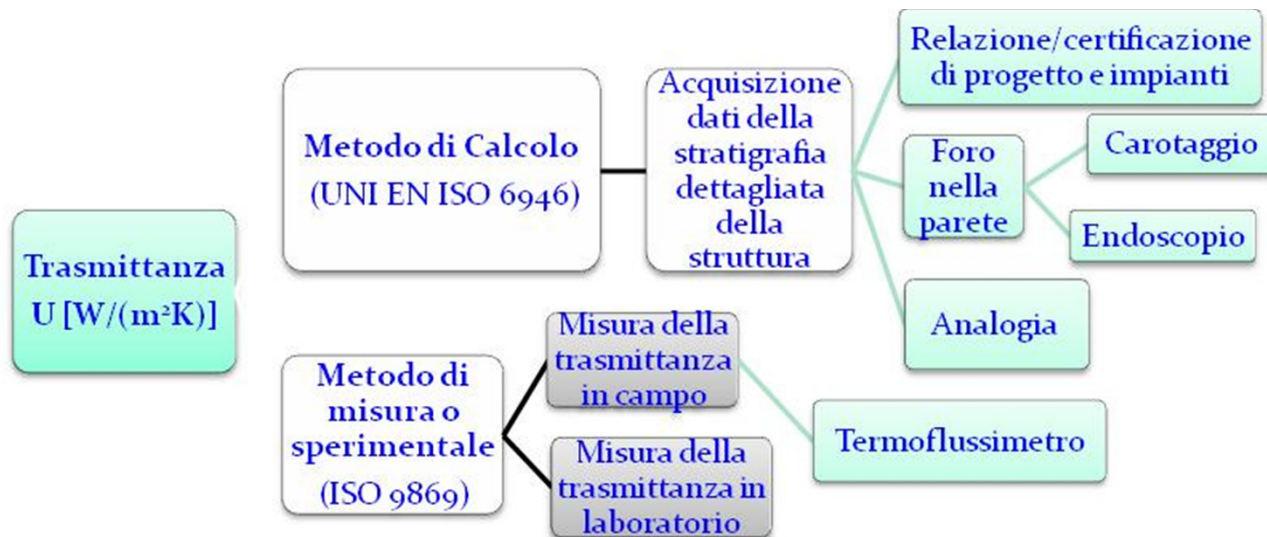 Trasmittanza
U [W/(m²K)]
Metodo di Calcolo
(UNI EN ISO 6946)
Acquisizione
dati della
stratigrafia
dettagliata
della
struttura
Relazione/certificazione
di progetto e impianti
Foro
nella
parete
Carotaggio
Endoscopio
Analogia
Metodo di
misura o
sperimentale
(ISO 9869)
Misura della
trasmittanza
in campo
Misura della
trasmittanza in
laboratorio
Termoflussimetro